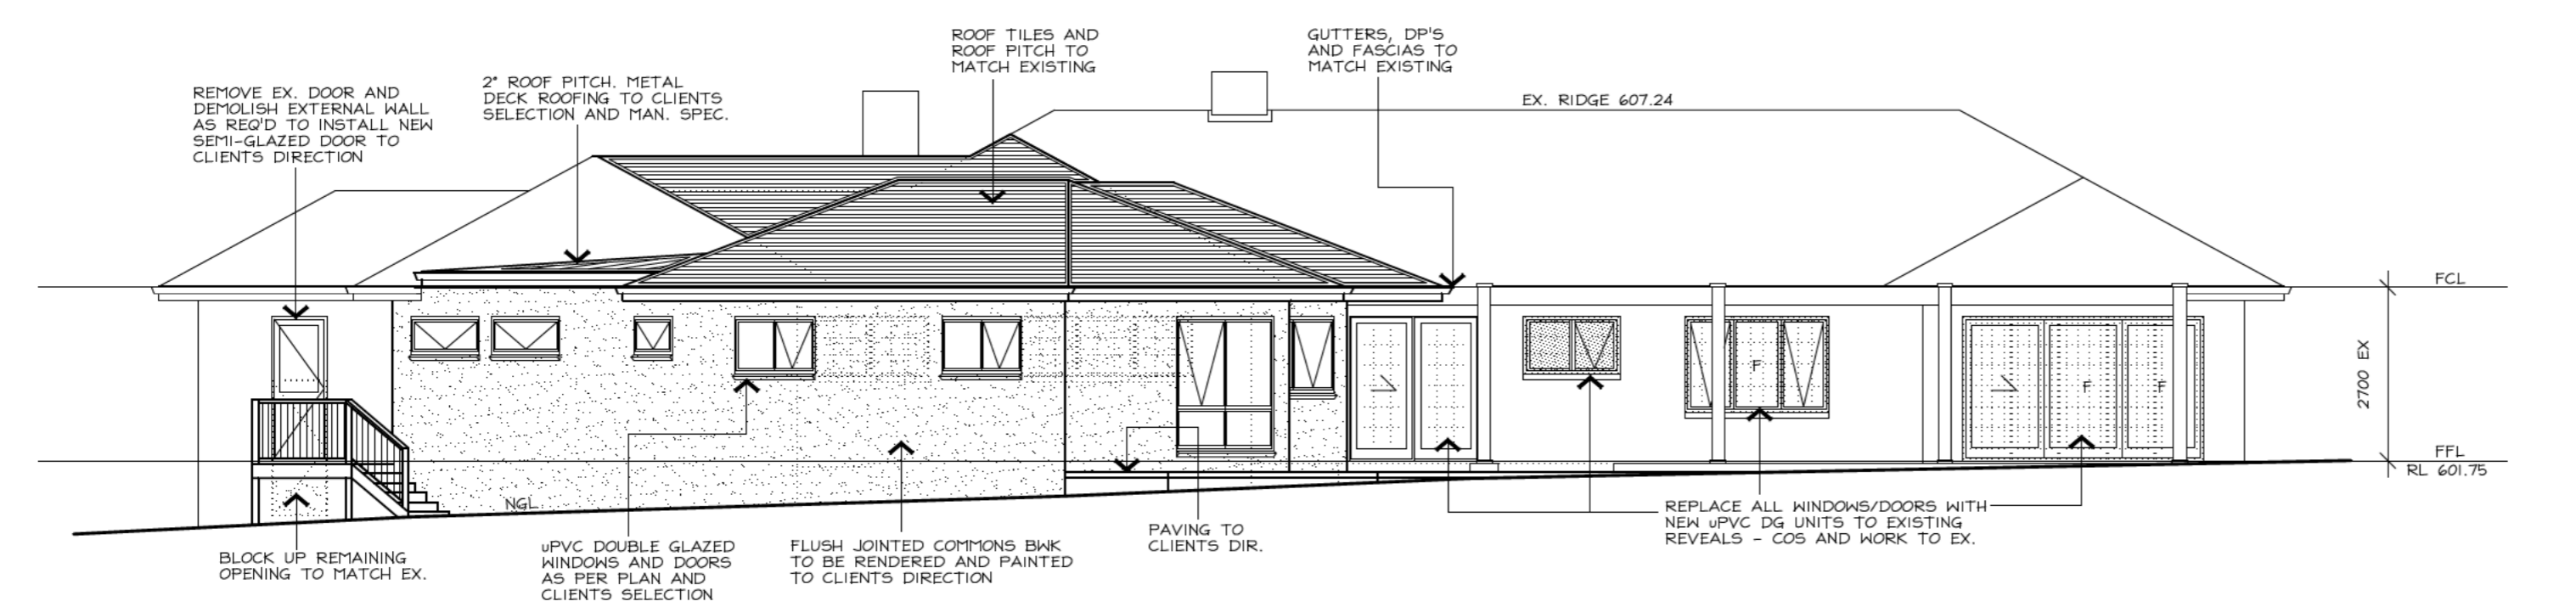 REMOVE EX. DOOR AND
DEMOLISH EXTERNAL WALL
AS REQ'D TO INSTALL NEW
SEMI-GLAZED DOOR TO
CLIENTS DIRECTION
2° ROOF PITCH. METAL
DECK ROOFING TO CLIENTS
SELECTION AND MAN. SPEC.
ROOF TILES AND
ROOF PITCH TO
MATCH EXISTING
GUTTERS, DP'S
AND FASCIAS TO
MATCH EXISTING
EX. RIDGE 607.24
FCL
2700 EX
FFL
RL 601.75
F
F
F
NGL
BLOCK UP REMAINING
OPENING TO MATCH EX.
uPVC DOUBLE GLAZED
WINDOWS AND DOORS
AS PER PLAN AND
CLIENTS SELECTION
FLUSH JOINTED COMMONS BWK
TO BE RENDERED AND PAINTED
TO CLIENTS DIRECTION
PAVING TO
CLIENTS DIR.
REPLACE ALL WINDOWS/DOORS WITH
NEW uPVC DG UNITS TO EXISTING
REVEALS - COS AND WORK TO EX.